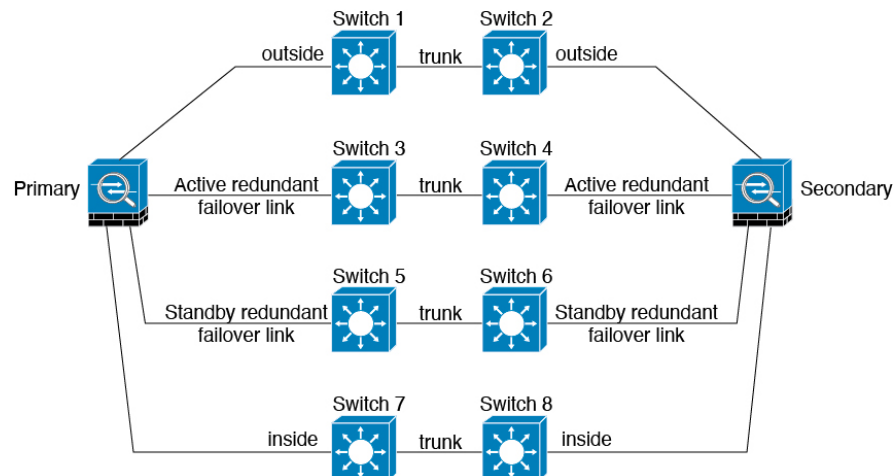 Switch 1
Switch 2
outside
trunk
outside
Switch 3
Switch 4
Primary
Active redundant
failover link
trunk
Active redundant
failover link
Secondary
Switch 5
Switch 6
Standby redundant
failover link
trunk
Standby redundant
failover link
Switch 7
Switch 8
inside
trunk
inside